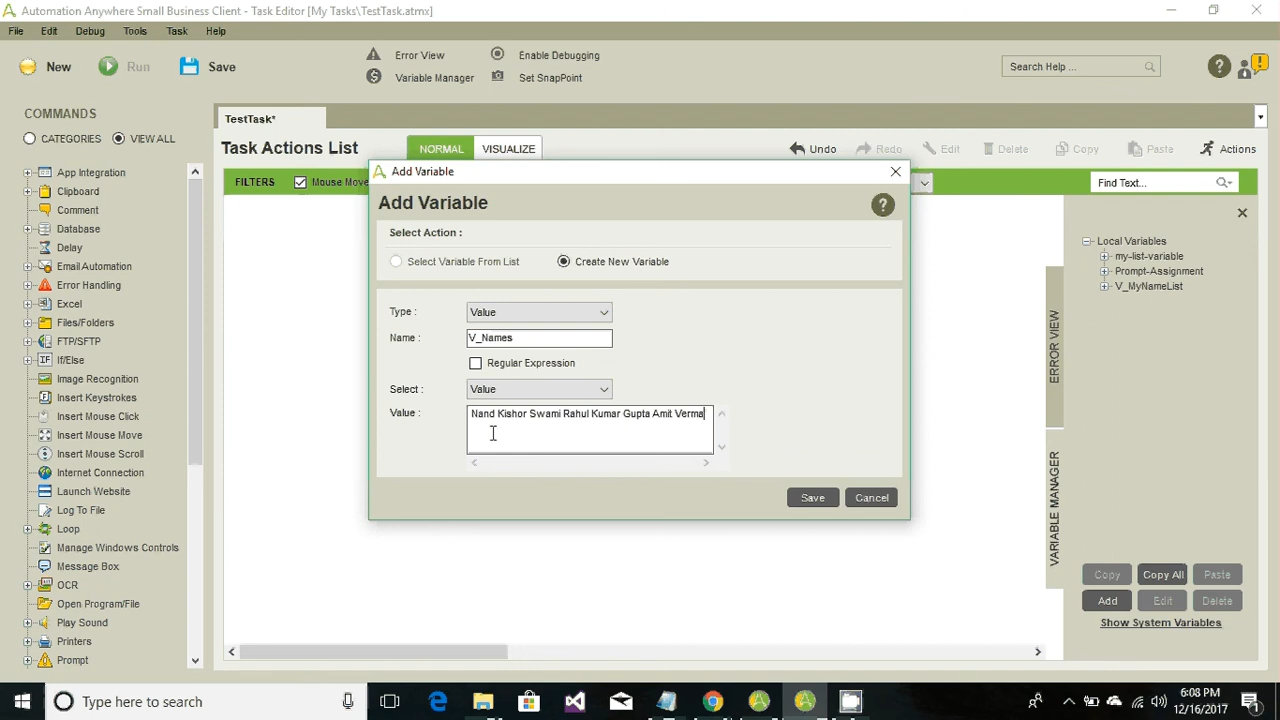 Automation Anywhere Small Business Client - Task Editor [My Tasks\TestTask.atmx]
File Edit Debug Tools Task Help
New Run Save
Error View Enable Debugging
Variable Manager Set SnapPoint
Search Help ...
COMMANDS
CATEGORIES VIEW ALL
App Integration
Clipboard
Comment
Database
Delay
Email Automation
Error Handling
Excel
Files/Folders
FTP/SFTP
If/Else
Image Recognition
Insert Keystrokes
Insert Mouse Click
Insert Mouse Move
Insert Mouse Scroll
Internet Connection
Launch Website
Log To File
Loop
Manage Windows Controls
Message Box
OCR
Open Program/File
Play Sound
Printers
Prompt
TestTask*
Task Actions List NORMAL VISUALIZE Undo Redo Edit Delete Copy Paste Actions
FILTERS Mouse Move Find Text...
Add Variable
Add Variable
Select Action :
Select Variable From List Create New Variable
Type : Value
Name : V_Names
Regular Expression
Select : Value
Value : Nand Kishor Swami Rahul Kumar Gupta Amit Verma
Save Cancel
ERROR VIEW
VARIABLE MANAGER
Local Variables
my-list-variable
Prompt-Assignment
V_MyNameList
Copy Copy All Paste
Add Edit Delete
Show System Variables
Type here to search
6:08 PM
12/16/2017
1